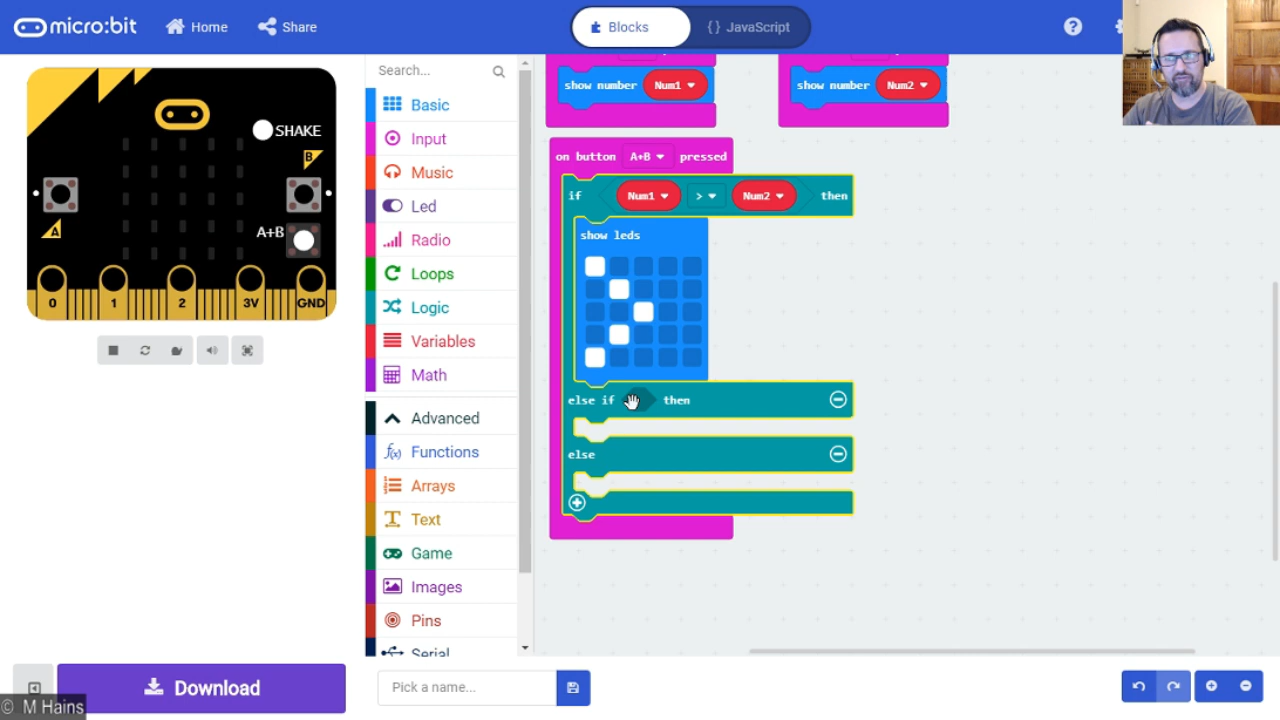 micro:bit Home Share Blocks {} JavaScript ?
SHAKE
B
A
A+B
0 1 2 3V GND
Download
© M Hains
Search...
Basic
Input
Music
Led
Radio
Loops
Logic
Variables
Math
Advanced
f(x) Functions
Arrays
Text
Game
Images
Pins
Serial
Pick a name...
show number Num1
show number Num2
on button A+B pressed
if Num1 > Num2 then
show leds
else if then
else